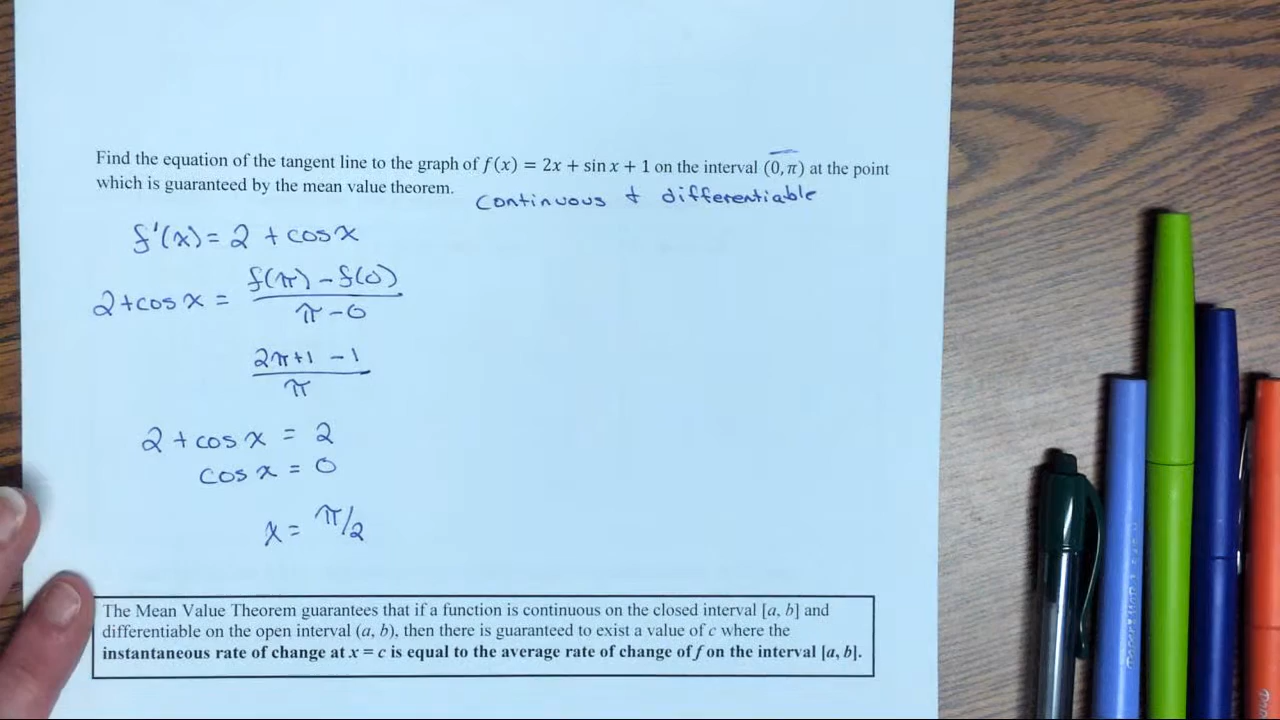 Find the equation of the tangent line to the graph of f(x) = 2x + sin x + 1 on the interval (0, π) at the point
which is guaranteed by the mean value theorem.
continuous & differentiable
f'(x) = 2 + cos x
2 + cos x = f(π) - f(0) / π - 0
2π + 1 - 1 / π
2 + cos x = 2
cos x = 0
x = π/2
The Mean Value Theorem guarantees that if a function is continuous on the closed interval [a, b] and
differentiable on the open interval (a, b), then there is guaranteed to exist a value of c where the
instantaneous rate of change at x = c is equal to the average rate of change of f on the interval [a, b].